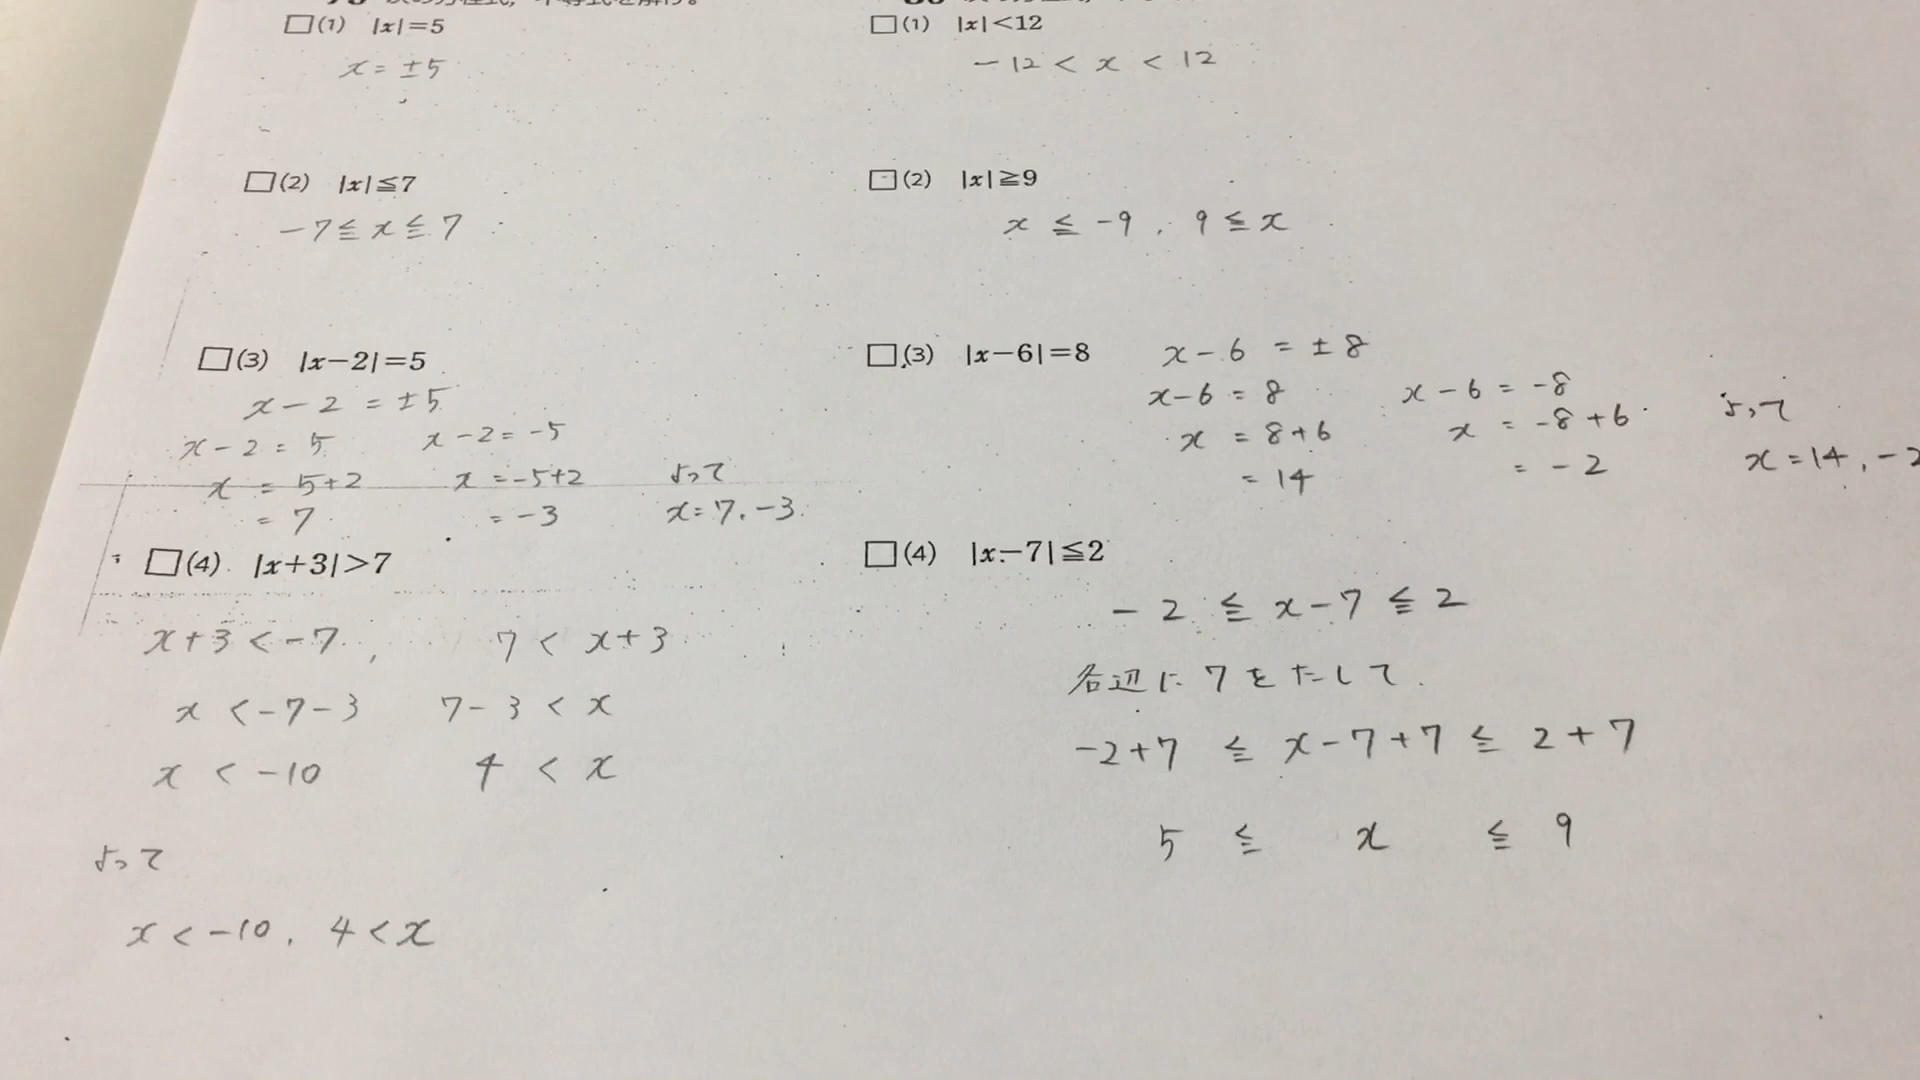 (1) |x|=5
x = ±5
(2) |x|≦7
-7≦x≦7
(3) |x-2|=5
x-2 = ±5
x-2 = 5 x-2=-5
x = 5+2 x =-5+2 よって
= 7 = -3 x=7, -3
(4) |x+3|>7
x+3<-7, 7 < x+3
x <-7-3 7-3 < x
x < -10 4 < x
よって
x < -10, 4 < x
(1) |x|<12
-12 < x < 12
(2) |x|≧9
x ≦ -9, 9 ≦ x
(3) |x-6|=8 x-6 = ±8
x-6 = 8 x-6 = -8 よって
x = 8+6 x = -8+6 x=14, -2
= 14 = -2
(4) |x-7|≦2
-2 ≦ x-7 ≦ 2
各辺に7をたして
-2+7 ≦ x-7+7 ≦ 2+7
5 ≦ x ≦ 9